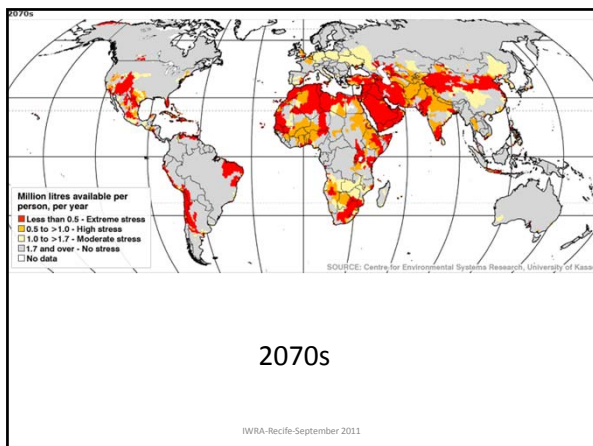 2070s
Million litres available per
person, per year
Less than 0.5 - Extreme stress
0.5 to >1.0 - High stress
1.0 to >1.7 - Moderate stress
1.7 and over - No stress
No data
SOURCE: Centre for Environmental Systems Research, University of Kass
2070s
IWRA-Recife-September 2011